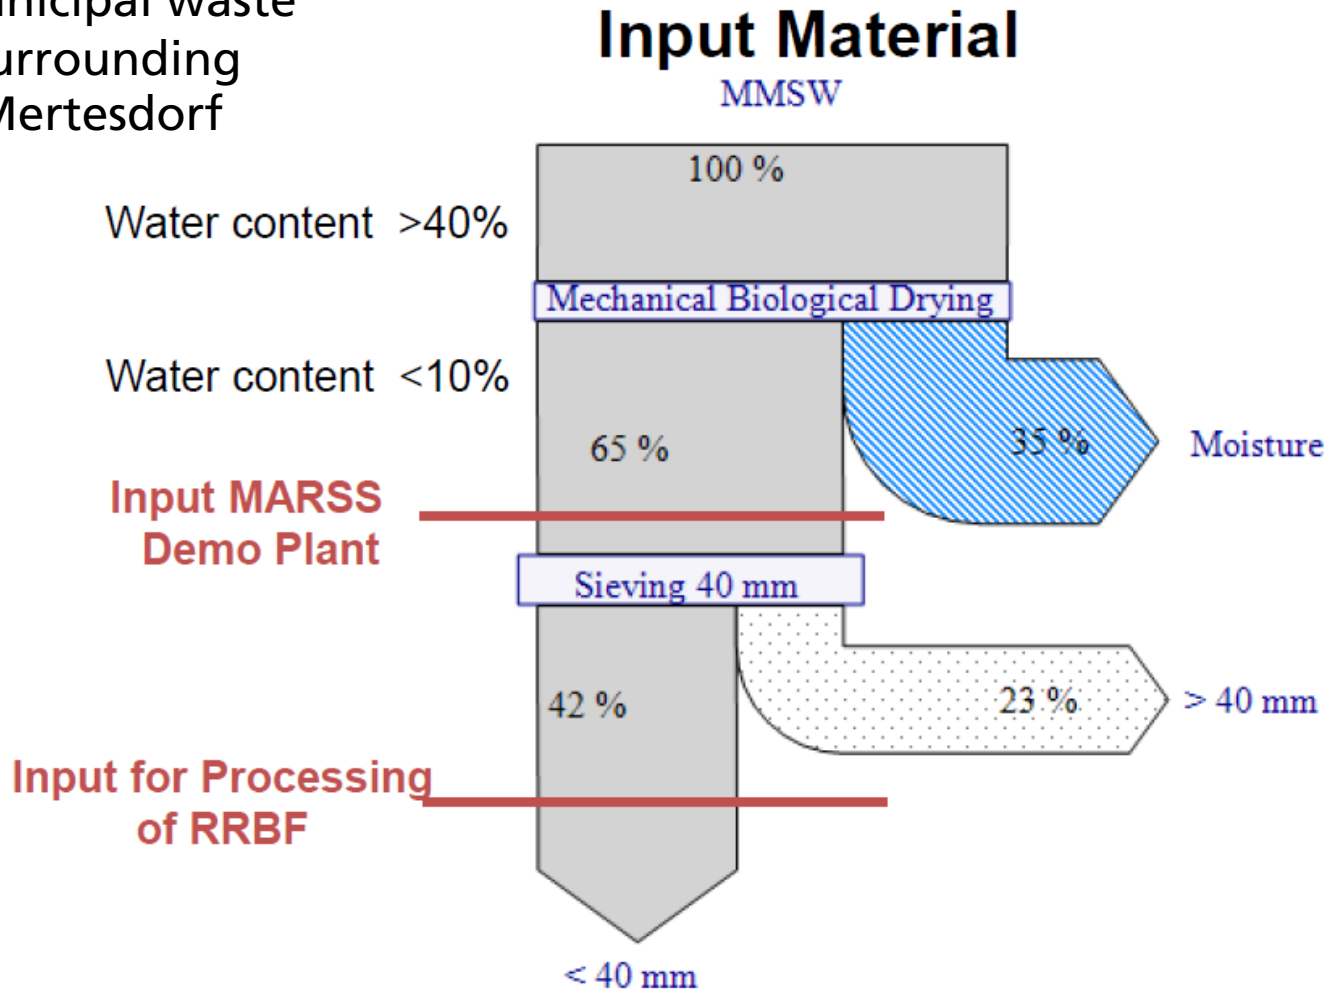 urrounding
Mertesdorf
Input Material
MMSW
100 %
Water content >40%
Mechanical Biological Drying
Water content <10%
65 %
35 %
Moisture
Input MARSS
Demo Plant
Sieving 40 mm
42 %
23 %
> 40 mm
Input for Processing
of RRBF
< 40 mm